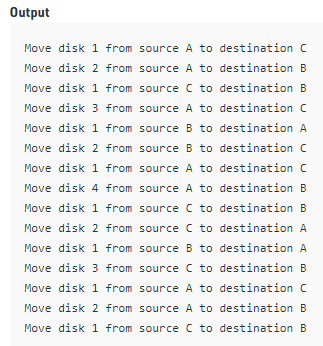 Output
Move disk 1 from source A to destination C
Move disk 2 from source A to destination B
Move disk 1 from source C to destination B
Move disk 3 from source A to destination C
Move disk 1 from source B to destination A
Move disk 2 from source B to destination C
Move disk 1 from source A to destination C
Move disk 4 from source A to destination B
Move disk 1 from source C to destination B
Move disk 2 from source C to destination A
Move disk 1 from source B to destination A
Move disk 3 from source C to destination B
Move disk 1 from source A to destination C
Move disk 2 from source A to destination B
Move disk 1 from source C to destination B